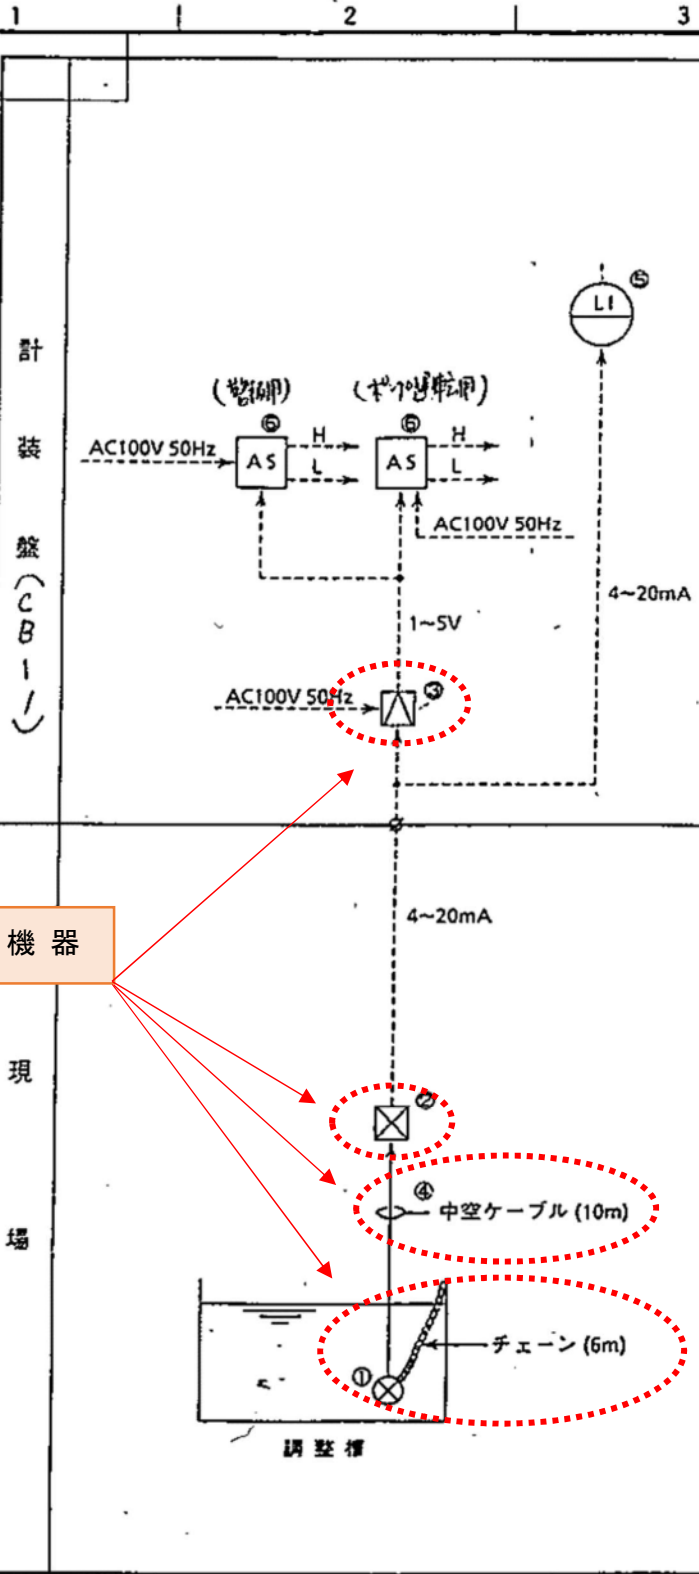 1 2 3
⑤
LI
計装盤(CB-1)
(警報用) (ポンプ運転用)
⑥ ⑥
AC100V 50Hz
AS H L
AS H L
AC100V 50Hz
4~20mA
1~5V
③
AC100V 50Hz
4~20mA
機器
現場
②
④
中空ケーブル (10m)
チェーン (6m)
①
調整槽